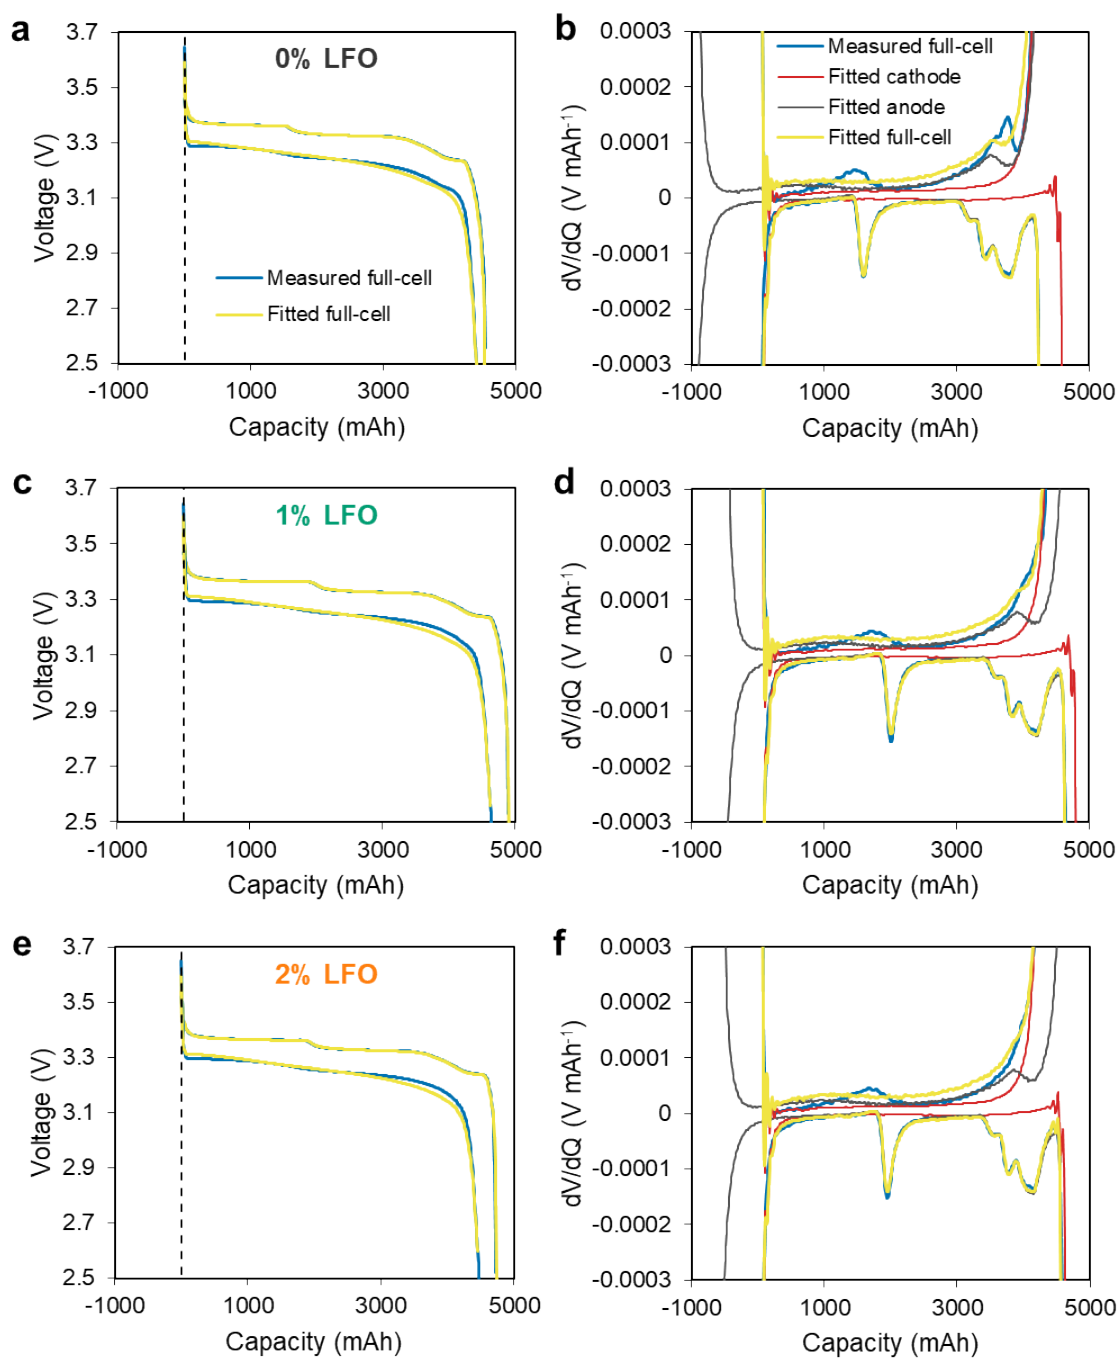 a
0% LFO
3.7
3.5
3.3
3.1
2.9
2.7
2.5
Voltage (V)
Measured full-cell
Fitted full-cell
-1000
1000
3000
5000
Capacity (mAh)
b
Measured full-cell
Fitted cathode
Fitted anode
Fitted full-cell
0.0003
0.0002
0.0001
0
-0.0001
-0.0002
-0.0003
dV/dQ (V mAh⁻¹)
-1000
1000
3000
5000
Capacity (mAh)
c
1% LFO
3.7
3.5
3.3
3.1
2.9
2.7
2.5
Voltage (V)
-1000
1000
3000
5000
Capacity (mAh)
d
0.0003
0.0002
0.0001
0
-0.0001
-0.0002
-0.0003
dV/dQ (V mAh⁻¹)
-1000
1000
3000
5000
Capacity (mAh)
e
2% LFO
3.7
3.5
3.3
3.1
2.9
2.7
2.5
Voltage (V)
-1000
1000
3000
5000
Capacity (mAh)
f
0.0003
0.0002
0.0001
0
-0.0001
-0.0002
-0.0003
dV/dQ (V mAh⁻¹)
-1000
1000
3000
5000
Capacity (mAh)